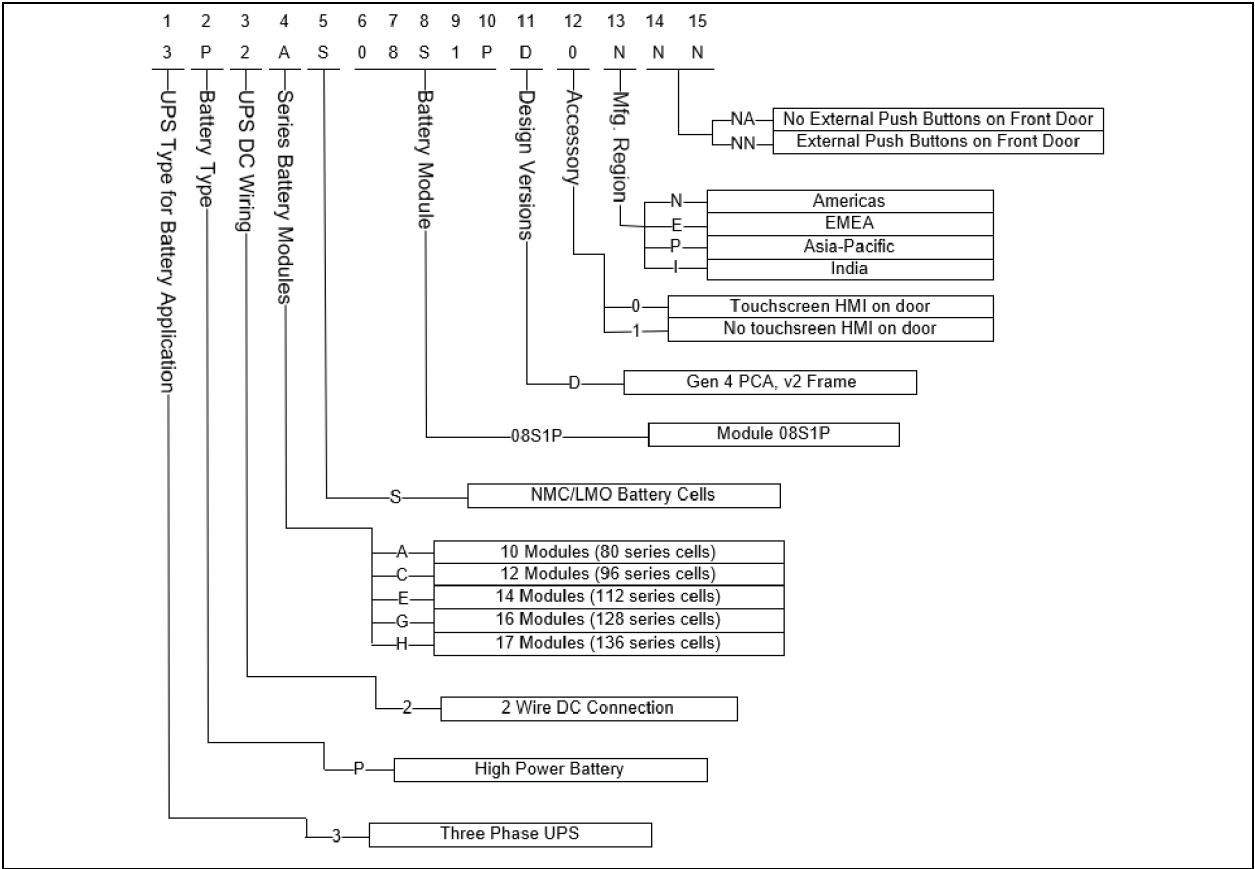 1 2 3 4 5 6 7 8 9 10 11 12 13 14 15
3 P 2 A S 0 8 S 1 P D 0 N N N
UPS Type for Battery Application
Battery Type
UPS DC Wiring
Series Battery Modules
Battery Module
Design Versions
Accessory
Mfg. Region
NA No External Push Buttons on Front Door
NN External Push Buttons on Front Door
N Americas
E EMEA
P Asia-Pacific
I India
0 Touchscreen HMI on door
1 No touchsreen HMI on door
D Gen 4 PCA, v2 Frame
08S1P Module 08S1P
S NMC/LMO Battery Cells
A 10 Modules (80 series cells)
C 12 Modules (96 series cells)
E 14 Modules (112 series cells)
G 16 Modules (128 series cells)
H 17 Modules (136 series cells)
2 2 Wire DC Connection
P High Power Battery
3 Three Phase UPS